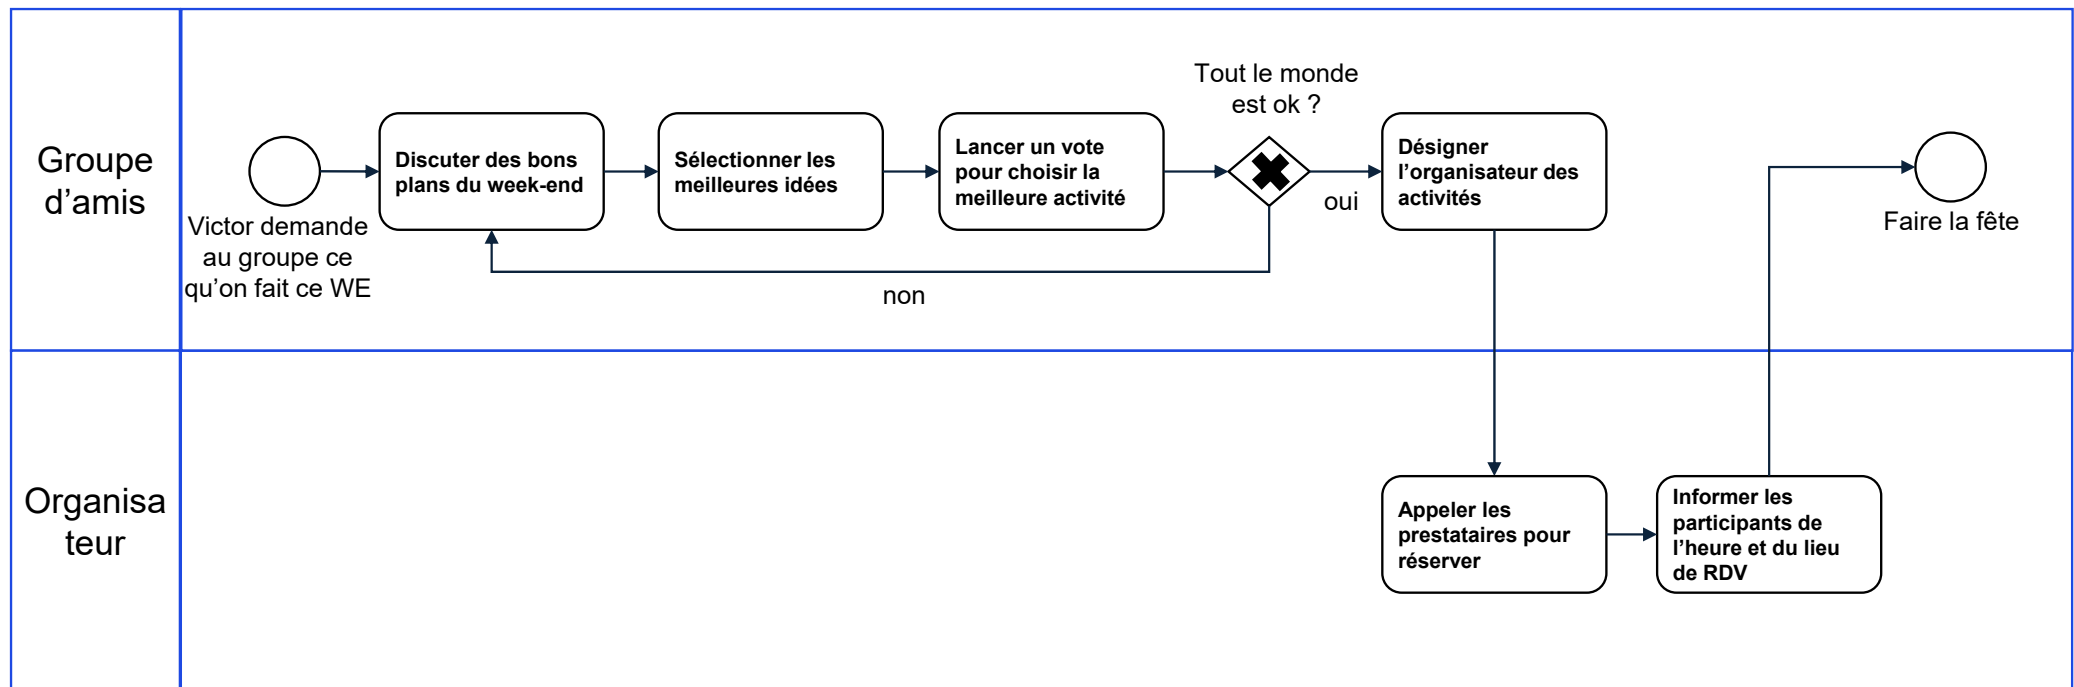 Groupe
d’amis
Victor demande
au groupe ce
qu’on fait ce WE
Discuter des bons
plans du week-end
Sélectionner les
meilleures idées
Lancer un vote
pour choisir la
meilleure activité
Tout le monde
est ok ?
oui
non
Désigner
l’organisateur des
activités
Faire la fête
Organisa
teur
Appeler les
prestataires pour
réserver
Informer les
participants de
l’heure et du lieu
de RDV